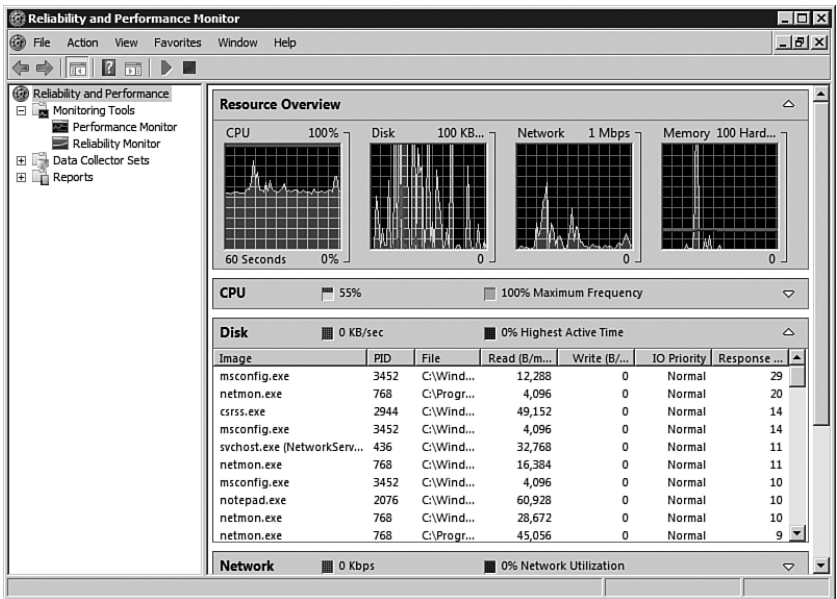 Reliability and Performance Monitor
File Action View Favorites Window Help
Reliability and Performance
Monitoring Tools
Performance Monitor
Reliability Monitor
Data Collector Sets
Reports
Resource Overview
CPU 100%
Disk 100 KB...
Network 1 Mbps
Memory 100 Hard...
60 Seconds 0%
0
0
0
CPU 55% 100% Maximum Frequency
Disk 0 KB/sec 0% Highest Active Time
Image PID File Read (B/m... Write (B/... IO Priority Response ...
msconfig.exe 3452 C:\Wind... 12,288 0 Normal 29
netmon.exe 768 C:\Progr... 4,096 0 Normal 20
csrss.exe 2944 C:\Wind... 49,152 0 Normal 14
msconfig.exe 3452 C:\Wind... 4,096 0 Normal 14
svchost.exe (NetworkServ... 436 C:\Wind... 32,768 0 Normal 11
netmon.exe 768 C:\Wind... 16,384 0 Normal 11
msconfig.exe 3452 C:\Wind... 4,096 0 Normal 10
notepad.exe 2076 C:\Wind... 60,928 0 Normal 10
netmon.exe 768 C:\Wind... 28,672 0 Normal 10
netmon.exe 768 C:\Progr... 45,056 0 Normal 9
Network 0 Kbps 0% Network Utilization